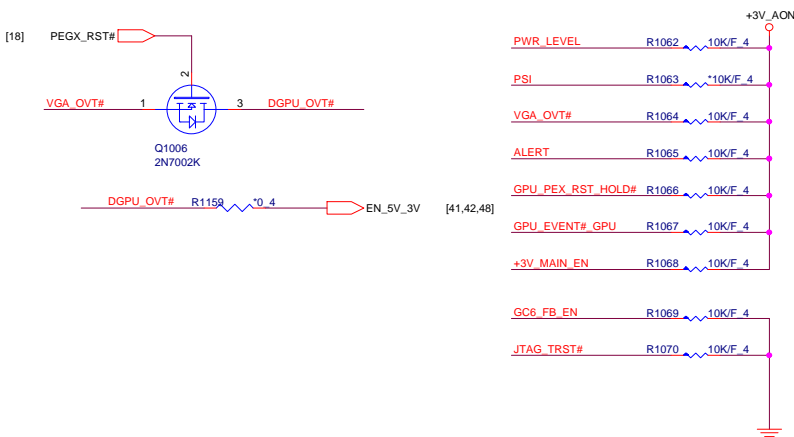 +3V_AON
[18] PEGX_RST#
2
VGA_OVT# 1 3 DGPU_OVT#
Q1006
2N7002K
DGPU_OVT# R1159 *0_4 EN_5V_3V [41,42,48]
PWR_LEVEL R1062 10K/F_4
PSI R1063 *10K/F_4
VGA_OVT# R1064 10K/F_4
ALERT R1065 10K/F_4
GPU_PEX_RST_HOLD# R1066 10K/F_4
GPU_EVENT#_GPU R1067 10K/F_4
+3V_MAIN_EN R1068 10K/F_4
GC6_FB_EN R1069 10K/F_4
JTAG_TRST# R1070 10K/F_4